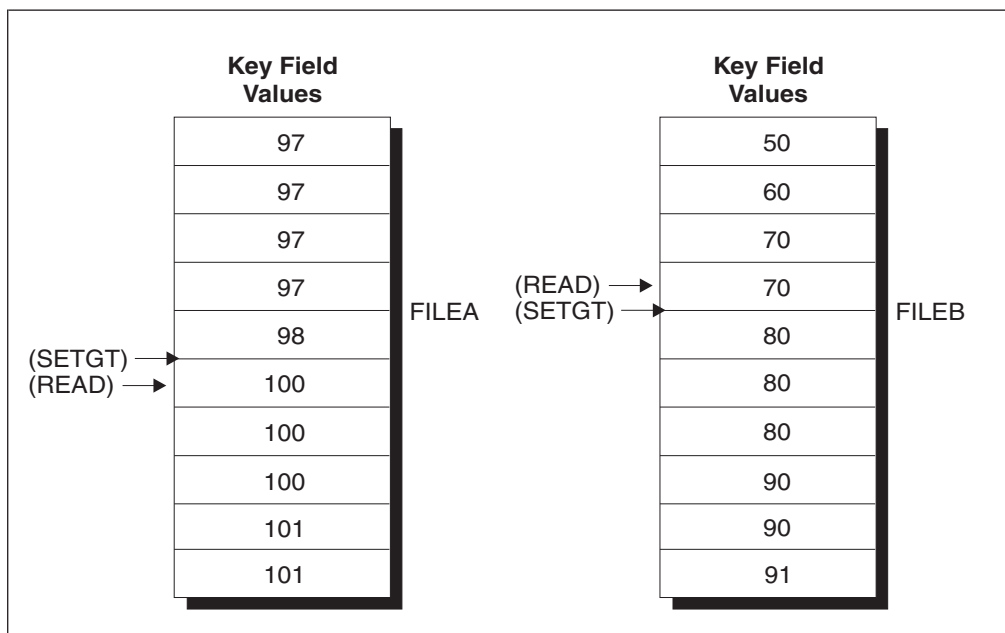 Key Field
Values
97
97
97
97
98
100
100
100
101
101
(SETGT)
(READ)
FILEA
Key Field
Values
50
60
70
70
80
80
80
90
90
91
(READ)
(SETGT)
FILEB